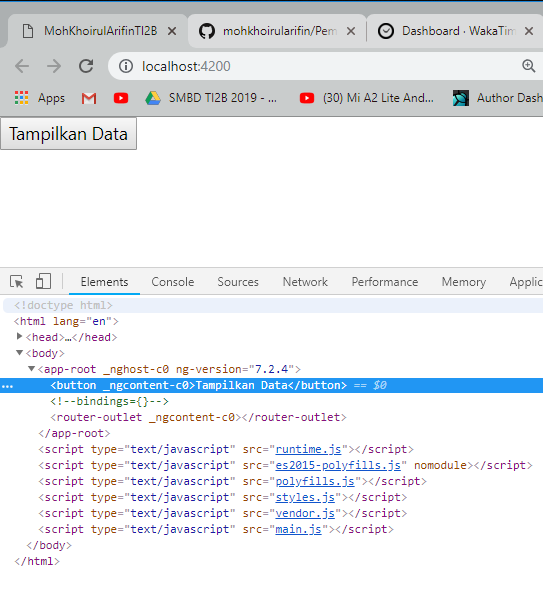 MohKhoirulArifinTI2B mohkhoirularifin/Pem Dashboard · WakaTim
localhost:4200
Apps SMBD TI2B 2019 - ... (30) Mi A2 Lite And... Author Dash
Tampilkan Data
Elements Console Sources Network Performance Memory Applic
<!doctype html>
<html lang="en">
<head>…</head>
<body>
<app-root _nghost-c0 ng-version="7.2.4">
<button _ngcontent-c0>Tampilkan Data</button> == $0
<!--bindings={}-->
<router-outlet _ngcontent-c0></router-outlet>
</app-root>
<script type="text/javascript" src="runtime.js"></script>
<script type="text/javascript" src="es2015-polyfills.js" nomodule></script>
<script type="text/javascript" src="polyfills.js"></script>
<script type="text/javascript" src="styles.js"></script>
<script type="text/javascript" src="vendor.js"></script>
<script type="text/javascript" src="main.js"></script>
</body>
</html>